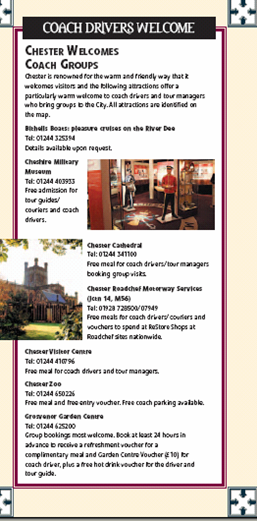 COACH DRIVERS WELCOME
CHESTER WELCOMES
COACH GROUPS
Chester is renowned for the warm and friendly way that it
welcomes visitors and the following attractions offer a
particularly warm welcome to coach drivers and tour managers
who bring groups to the City. All attractions are identified on
the map.
Bithells Boats: pleasure cruises on the River Dee
Tel: 01244 325394
Details available upon request.
Cheshire Military
Museum
Tel: 01244 403933
Free admission for
tour guides/
couriers and coach
drivers.
Chester Cathedral
Tel: 01244 341100
Free meal for coach drivers/tour managers
booking group visits.
Chester Roadchef Motorway Services
(Jctn 14, M56)
Tel: 01928 728500/07949
Free meals for coach drivers/couriers and
vouchers to spend at ReStore Shops at
Roadchef sites nationwide.
Chester Visitor Centre
Tel: 01244 416796
Free meal for coach drivers and tour managers.
Chester Zoo
Tel: 01244 650226
Free meal and free entry voucher. Free coach parking available.
Grosvenor Garden Centre
Tel: 01244 625200
Group bookings most welcome. Book at least 24 hours in
advance to receive a refreshment voucher for a
complimentary meal and Garden Centre Voucher (£10) for
coach driver, plus a free hot drink voucher for the driver and
tour guide.